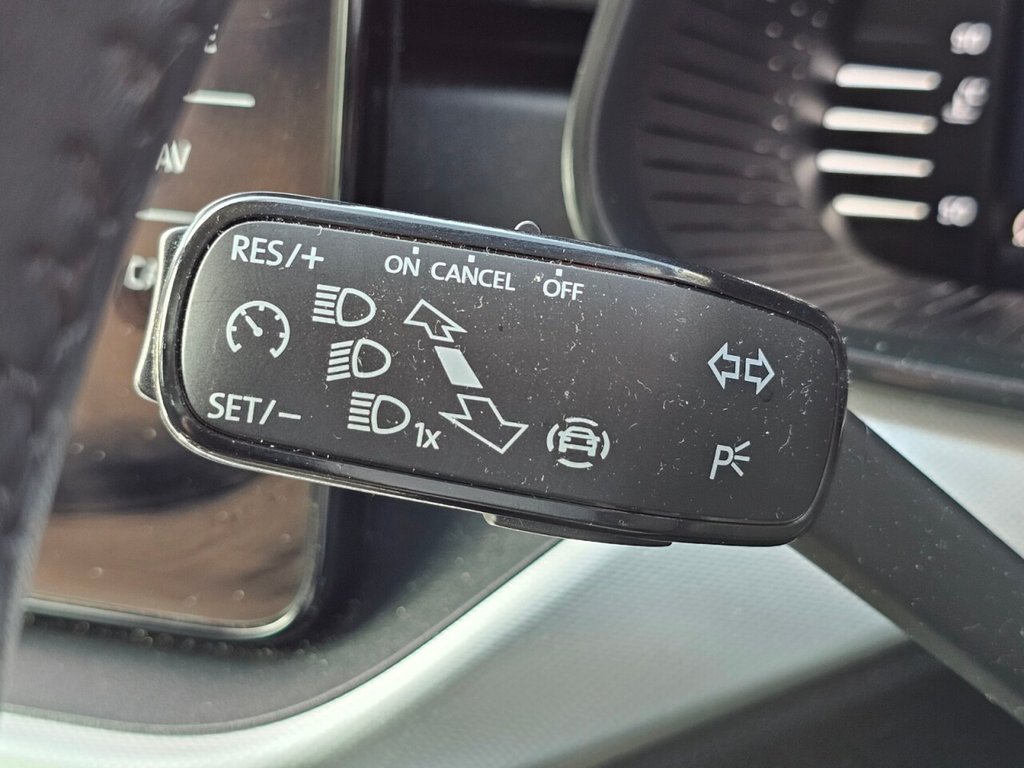 RES/+
ON CANCEL OFF
SET/−
1x
P